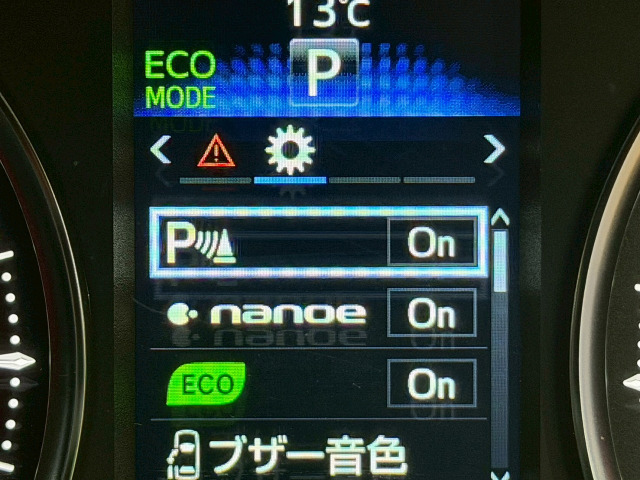 13℃
ECO
MODE
P
P On
nanoe On
ECO On
ブザー音色